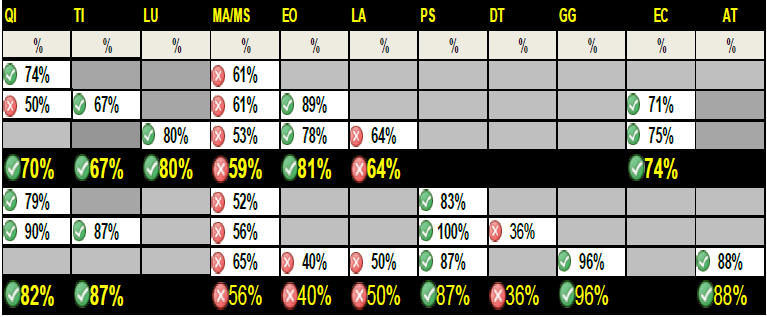 QI TI LU MA/MS EO LA PS DT GG EC AT
% % % % % % % % % % %
74% 61%
50% 67% 61% 89% 71%
80% 53% 78% 64% 75%
70% 67% 80% 59% 81% 64% 74%
79% 52% 83%
90% 87% 56% 100% 36%
65% 40% 50% 87% 96% 88%
82% 87% 56% 40% 50% 87% 36% 96% 88%